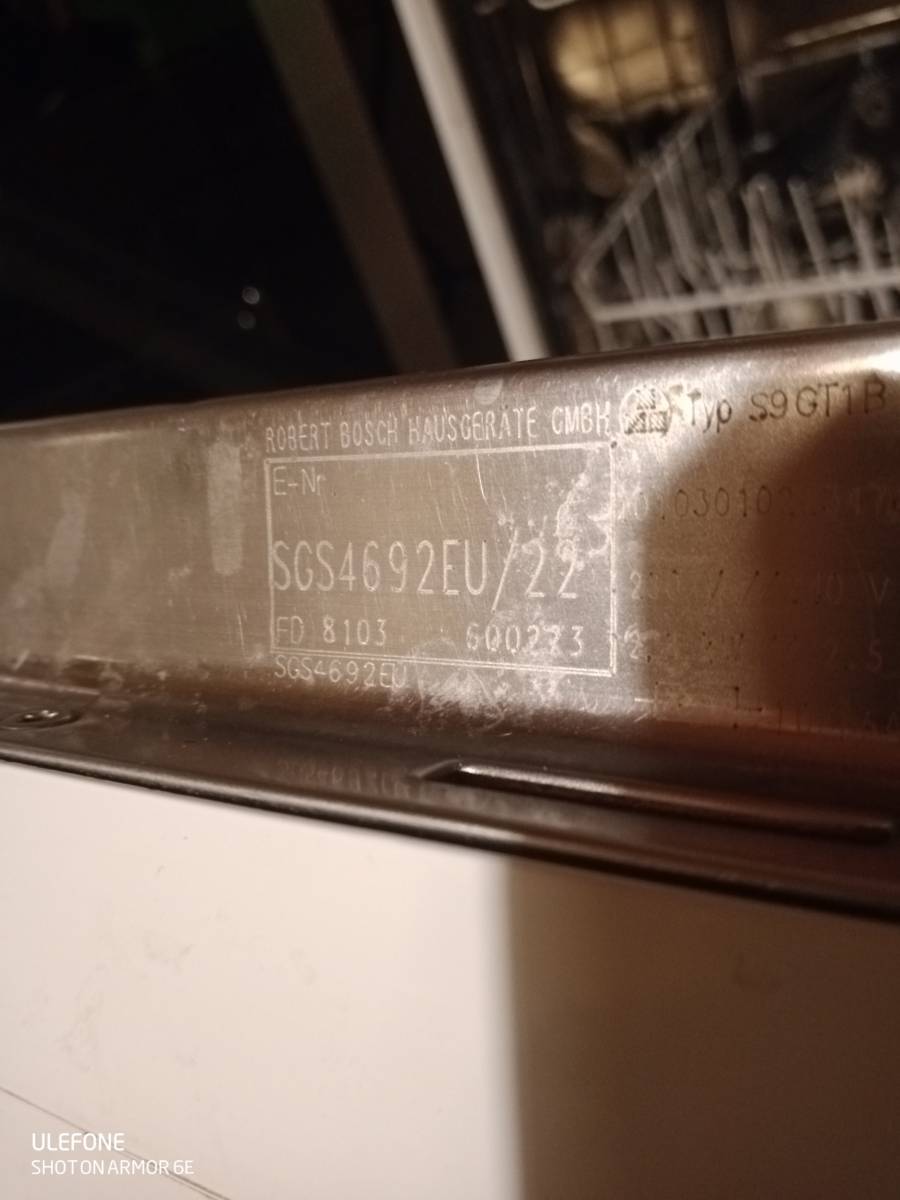 ROBERT BOSCH HAUSGERÄTE GMBH
Typ S9GT1B
E-Nr
SGS4692EU/22
FD 8103 600273
SGS4692EU
ULEFONE
SHOT ON ARMOR 6E